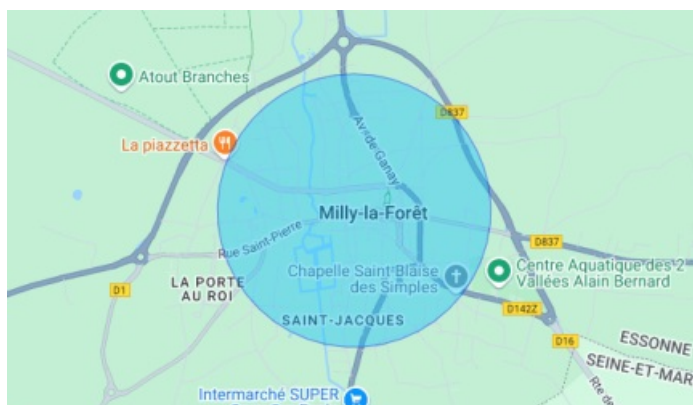 Atout Branches
La piazzetta
D837
Av. de Ganay
Milly-la-Forêt
Rue Saint-Pierre
D837
Chapelle Saint Blaise
des Simples
Centre Aquatique des 2
Vallées Alain Bernard
LA PORTE
AU ROI
D1
SAINT-JACQUES
D142Z
D16
ESSONNE
SEINE-ET-MAR
Rte de
Intermarché SUPER